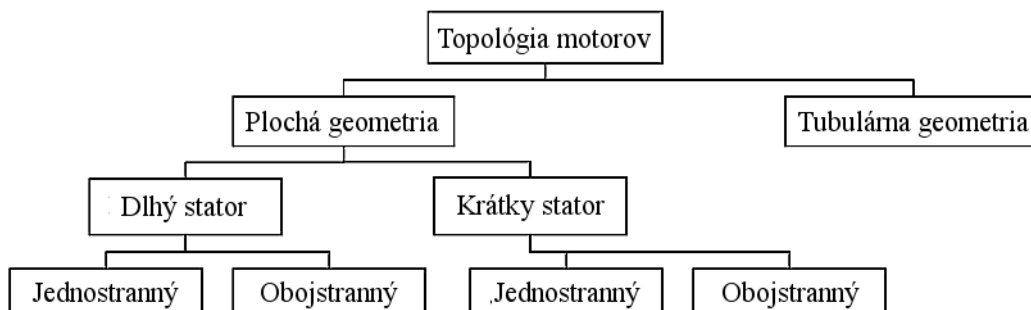 Topológia motorov
Plochá geometria
Tubulárna geometria
Dlhý stator
Krátky stator
Jednostranný
Obojstranný
Jednostranný
Obojstranný